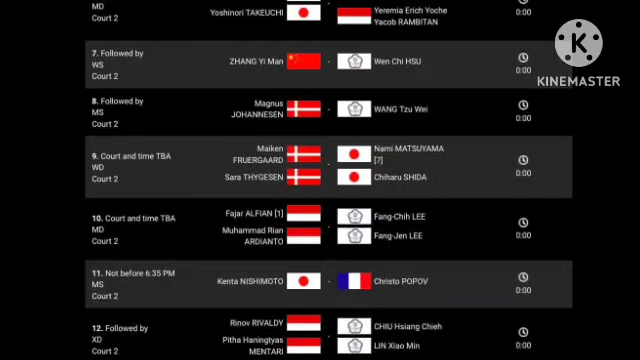 MD
Court 2
Yoshinori TAKEUCHI
Yeremia Erich Yoche
Yacob RAMBITAN
0:00
7. Followed by
WS
Court 2
ZHANG Yi Man
-
Wen Chi HSU
0:00
8. Followed by
MS
Court 2
Magnus
JOHANNESEN
-
WANG Tzu Wei
0:00
9. Court and time TBA
WD
Court 2
Maiken
FRUERGAARD
Sara THYGESEN
-
Nami MATSUYAMA
[7]
Chiharu SHIDA
0:00
10. Court and time TBA
MD
Court 2
Fajar ALFIAN [1]
Muhammad Rian
ARDIANTO
-
Fang-Chih LEE
Fang-Jen LEE
0:00
11. Not before 6:35 PM
MS
Court 2
Kenta NISHIMOTO
-
Christo POPOV
0:00
12. Followed by
XD
Court 2
Rinov RIVALDY
Pitha Haningtyas
MENTARI
-
CHIU Hsiang Chieh
LIN Xiao Min
0:00
K
KINEMASTER